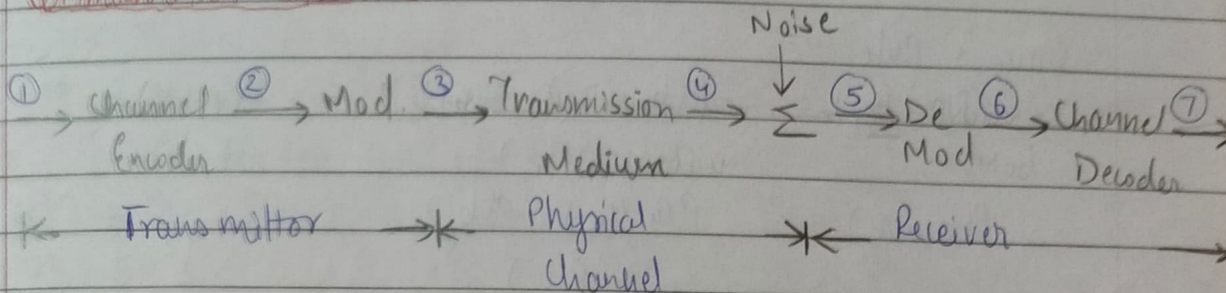 Noise
① → Channel ② → Mod ③ → Transmission ④ → Σ ⑤ → De ⑥ → Channel ⑦ →
Encoder Medium Mod Decoder
Transmittor Physical Receiver
Channel